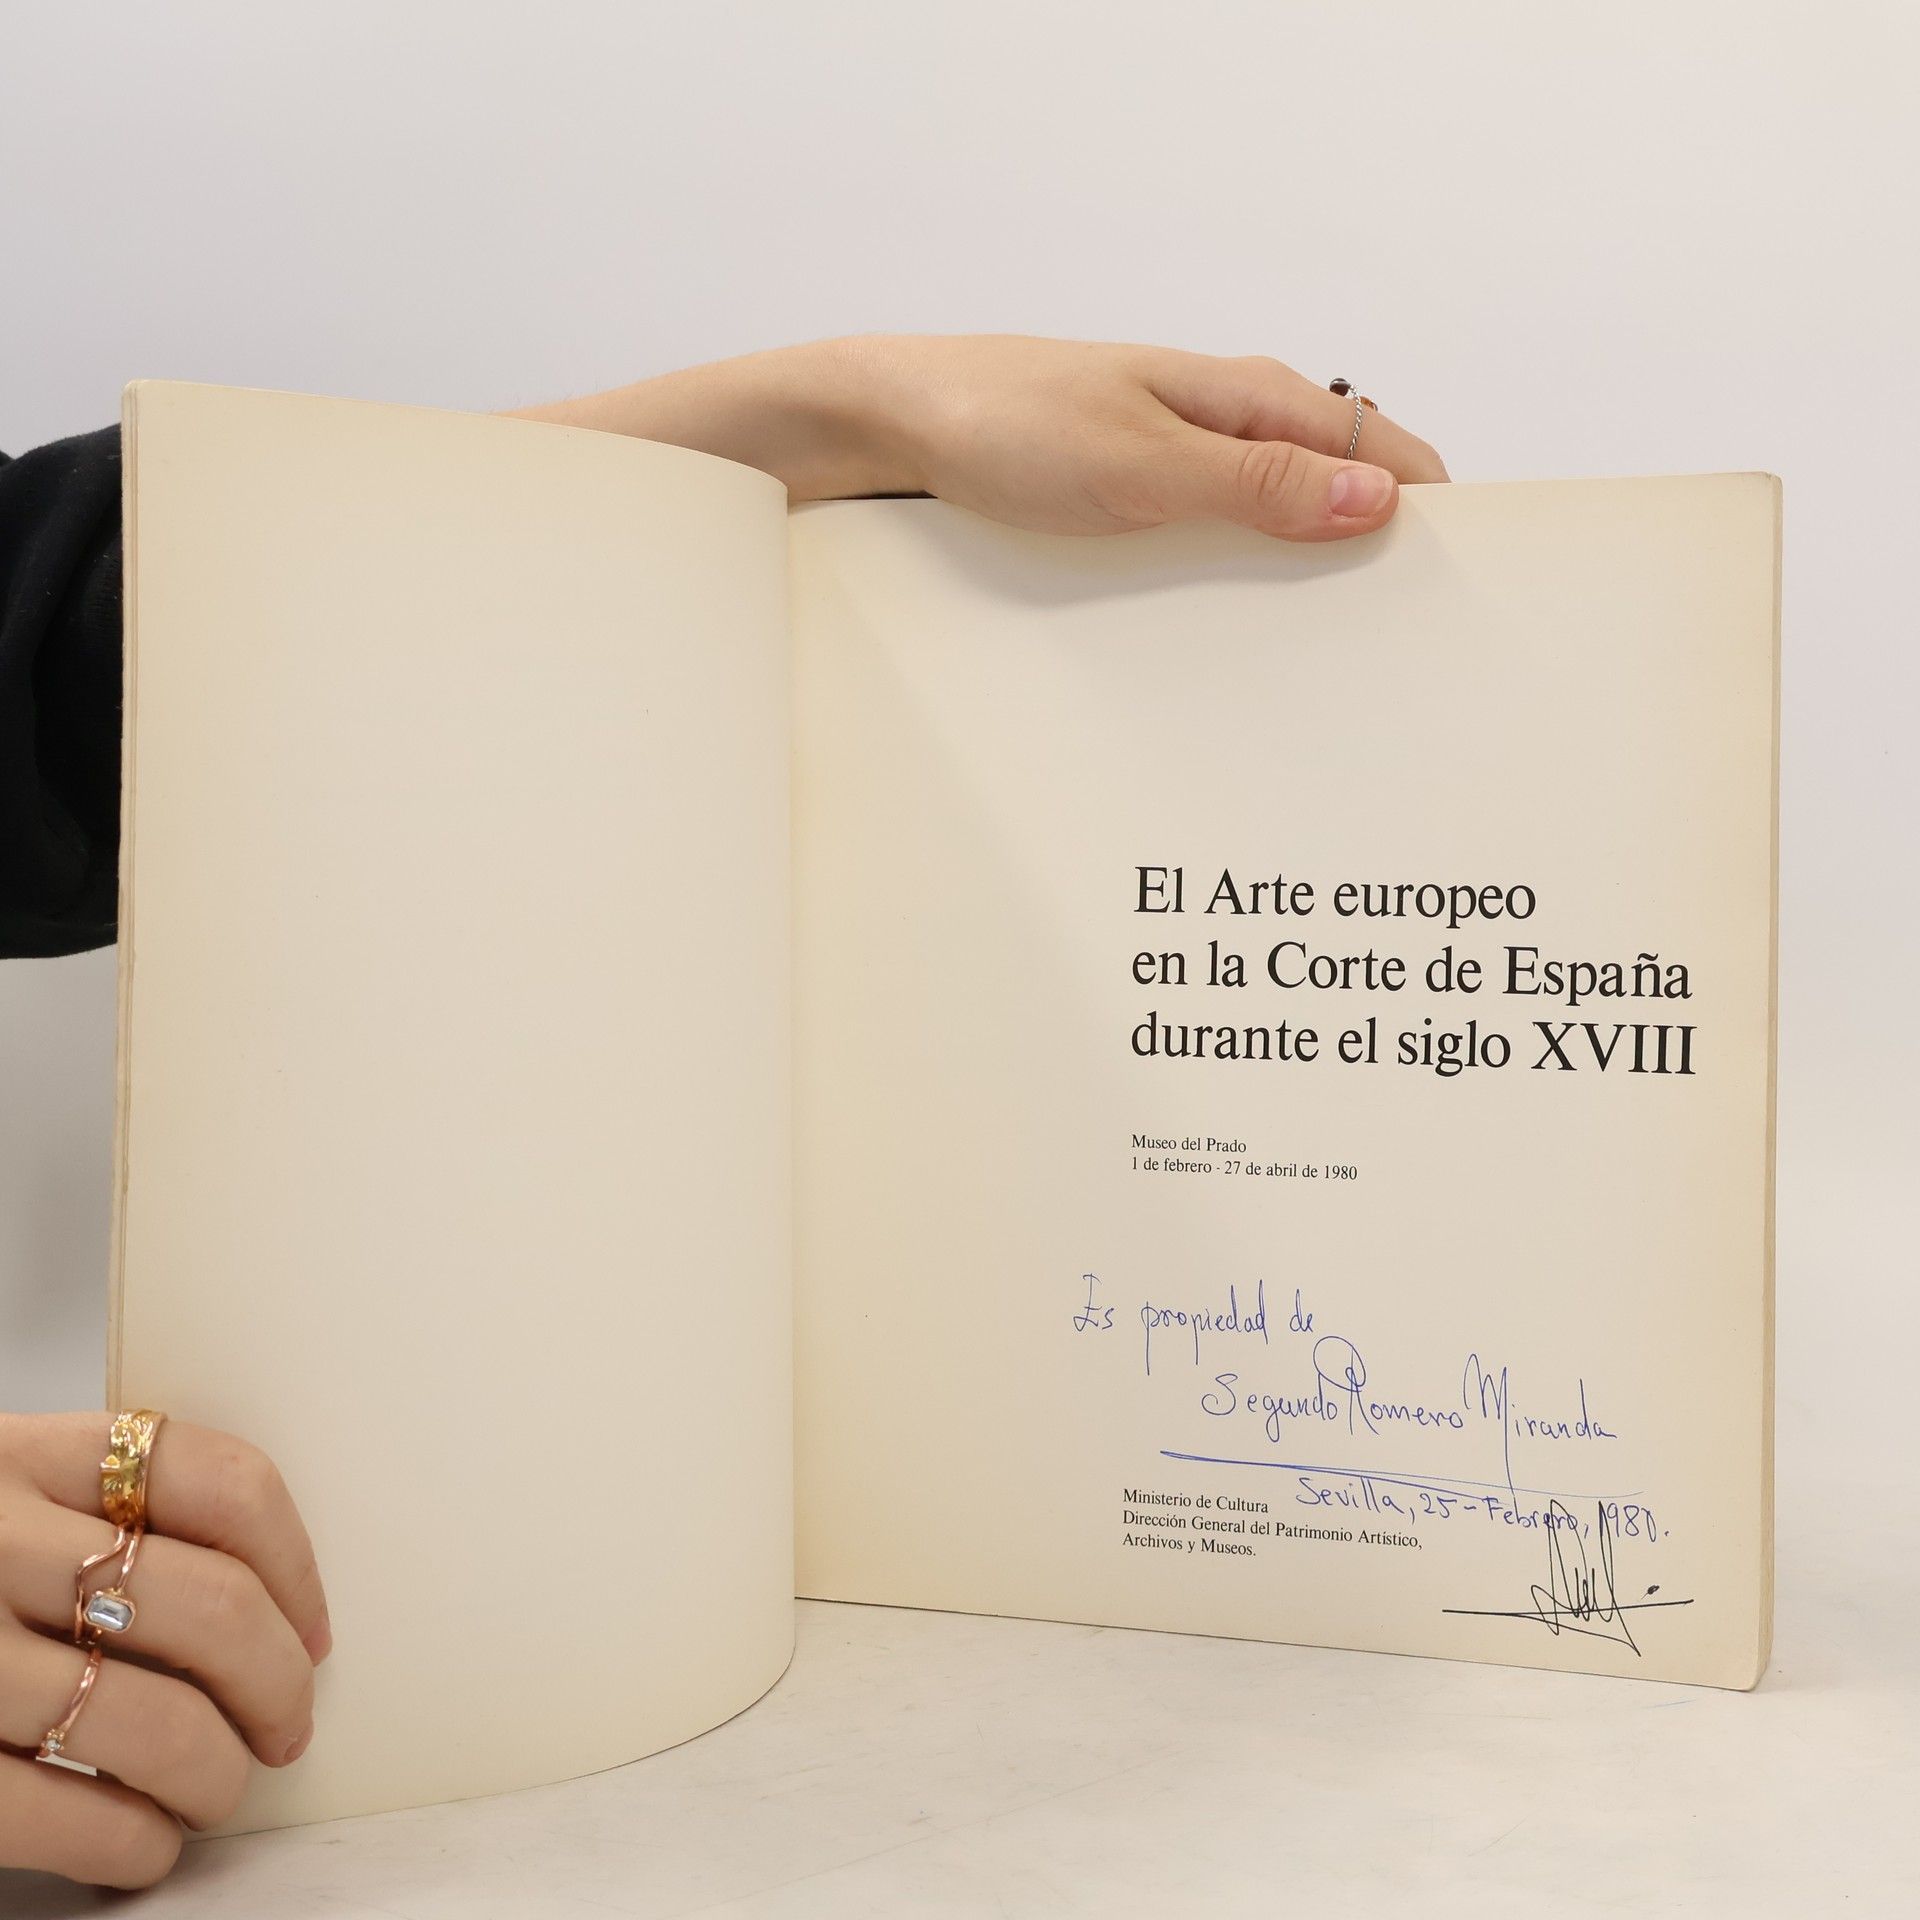 El Arte europeo
en la Corte de España
durante el siglo XVIII
Museo del Prado
1 de febrero - 27 de abril de 1980
Es propiedad de
Segundo Romero Miranda
Sevilla, 25-Febrero, 1980.
Ministerio de Cultura
Dirección General del Patrimonio Artístico,
Archivos y Museos.